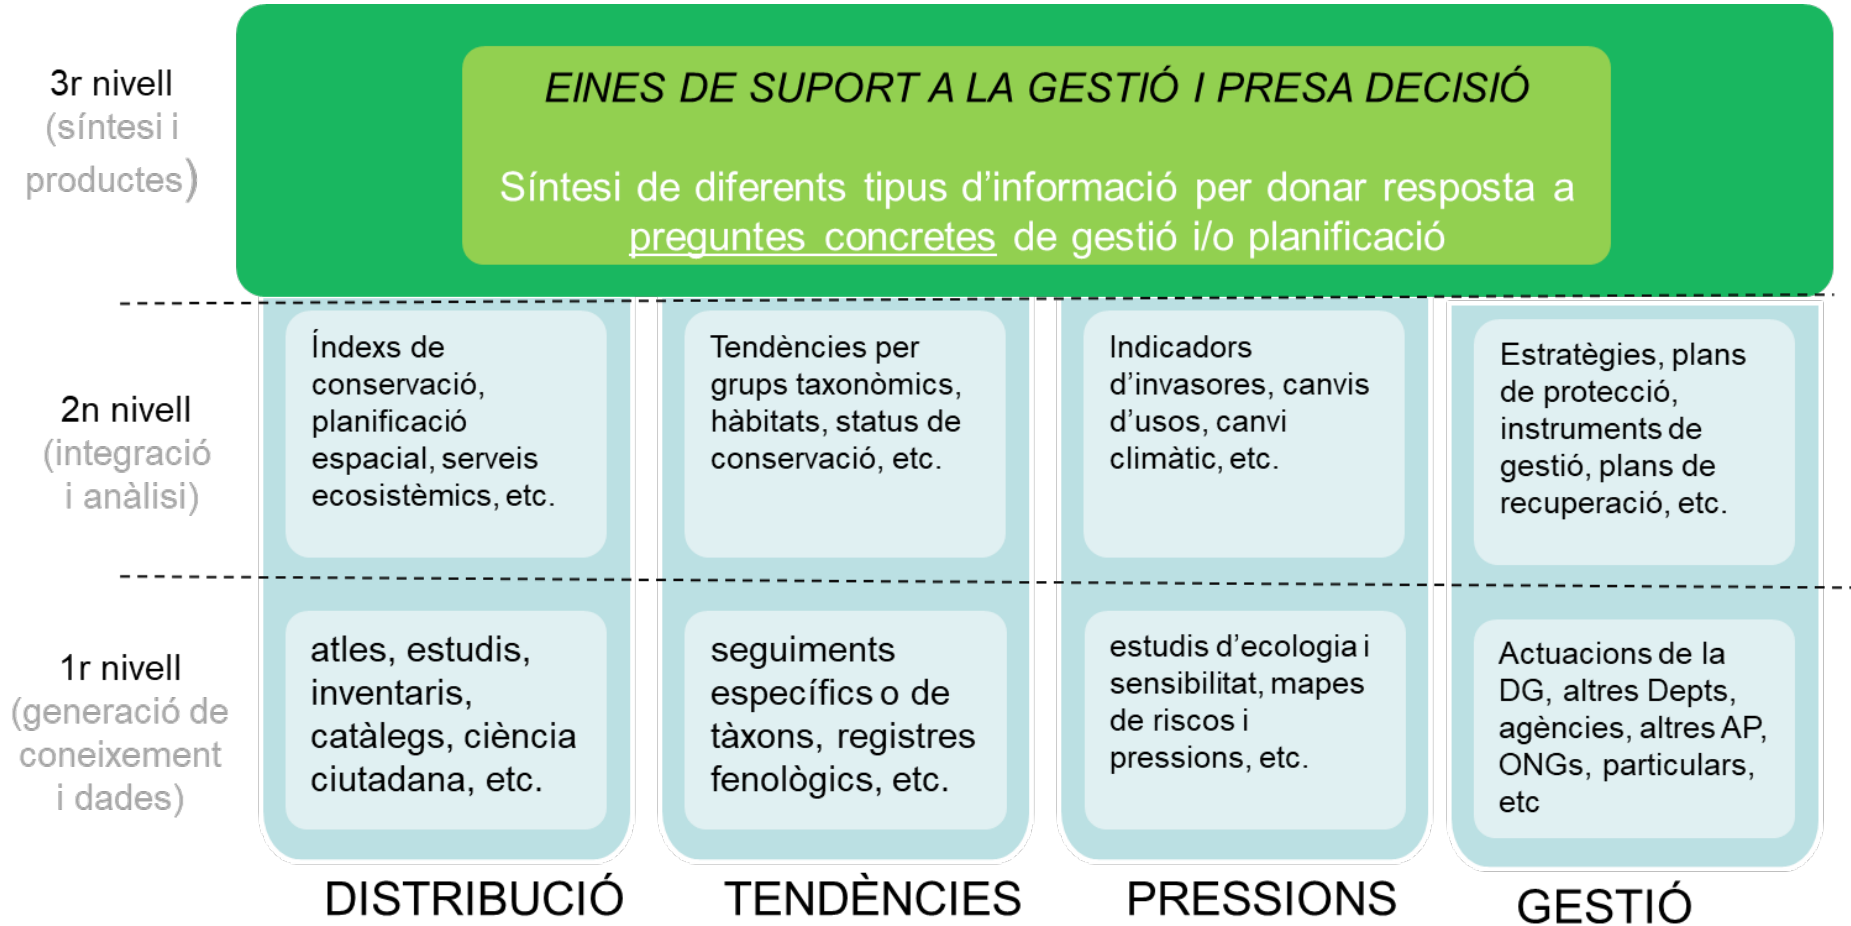 3r nivell
(síntesi i
productes)
EINES DE SUPORT A LA GESTIÓ I PRESA DECISIÓ
Síntesi de diferents tipus d’informació per donar resposta a
preguntes concretes de gestió i/o planificació
2n nivell
(integració
i anàlisi)
Índexs de
conservació,
planificació
espacial, serveis
ecosistèmics, etc.
Tendències per
grups taxonòmics,
hàbitats, status de
conservació, etc.
Indicadors
d’invasores, canvis
d’usos, canvi
climàtic, etc.
Estratègies, plans
de protecció,
instruments de
gestió, plans de
recuperació, etc.
1r nivell
(generació de
coneixement
i dades)
atles, estudis,
inventaris,
catàlegs, ciència
ciutadana, etc.
seguiments
específics o de
tàxons, registres
fenològics, etc.
estudis d’ecologia i
sensibilitat, mapes
de riscos i
pressions, etc.
Actuacions de la
DG, altres Depts,
agències, altres AP,
ONGs, particulars,
etc
DISTRIBUCIÓ
TENDÈNCIES
PRESSIONS
GESTIÓ